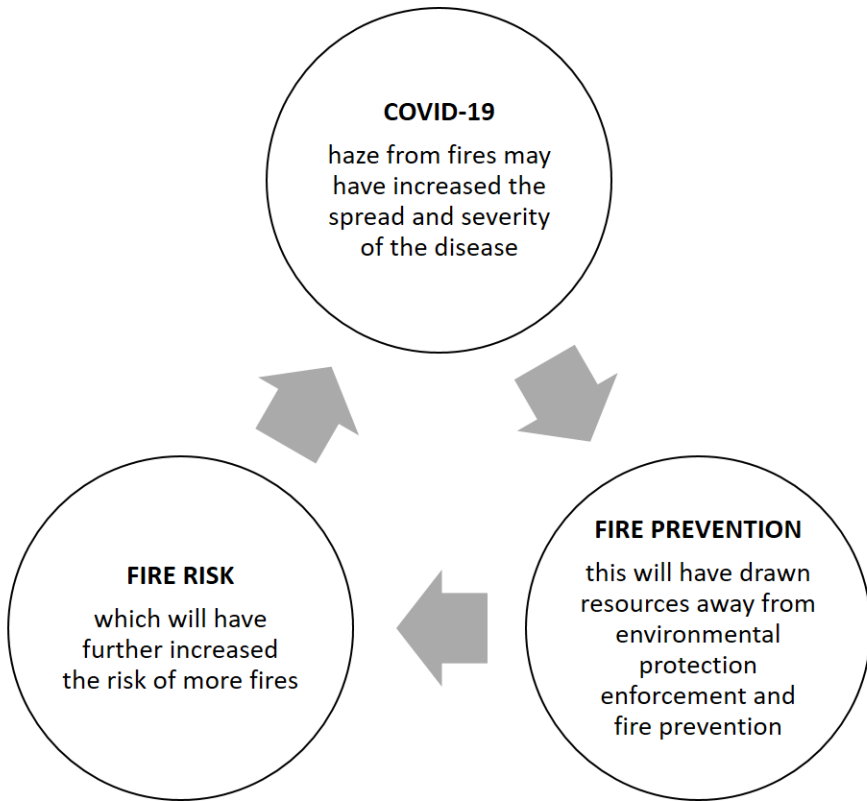 COVID-19
haze from fires may
have increased the
spread and severity
of the disease
FIRE PREVENTION
this will have drawn
resources away from
environmental
protection
enforcement and
fire prevention
FIRE RISK
which will have
further increased
the risk of more fires